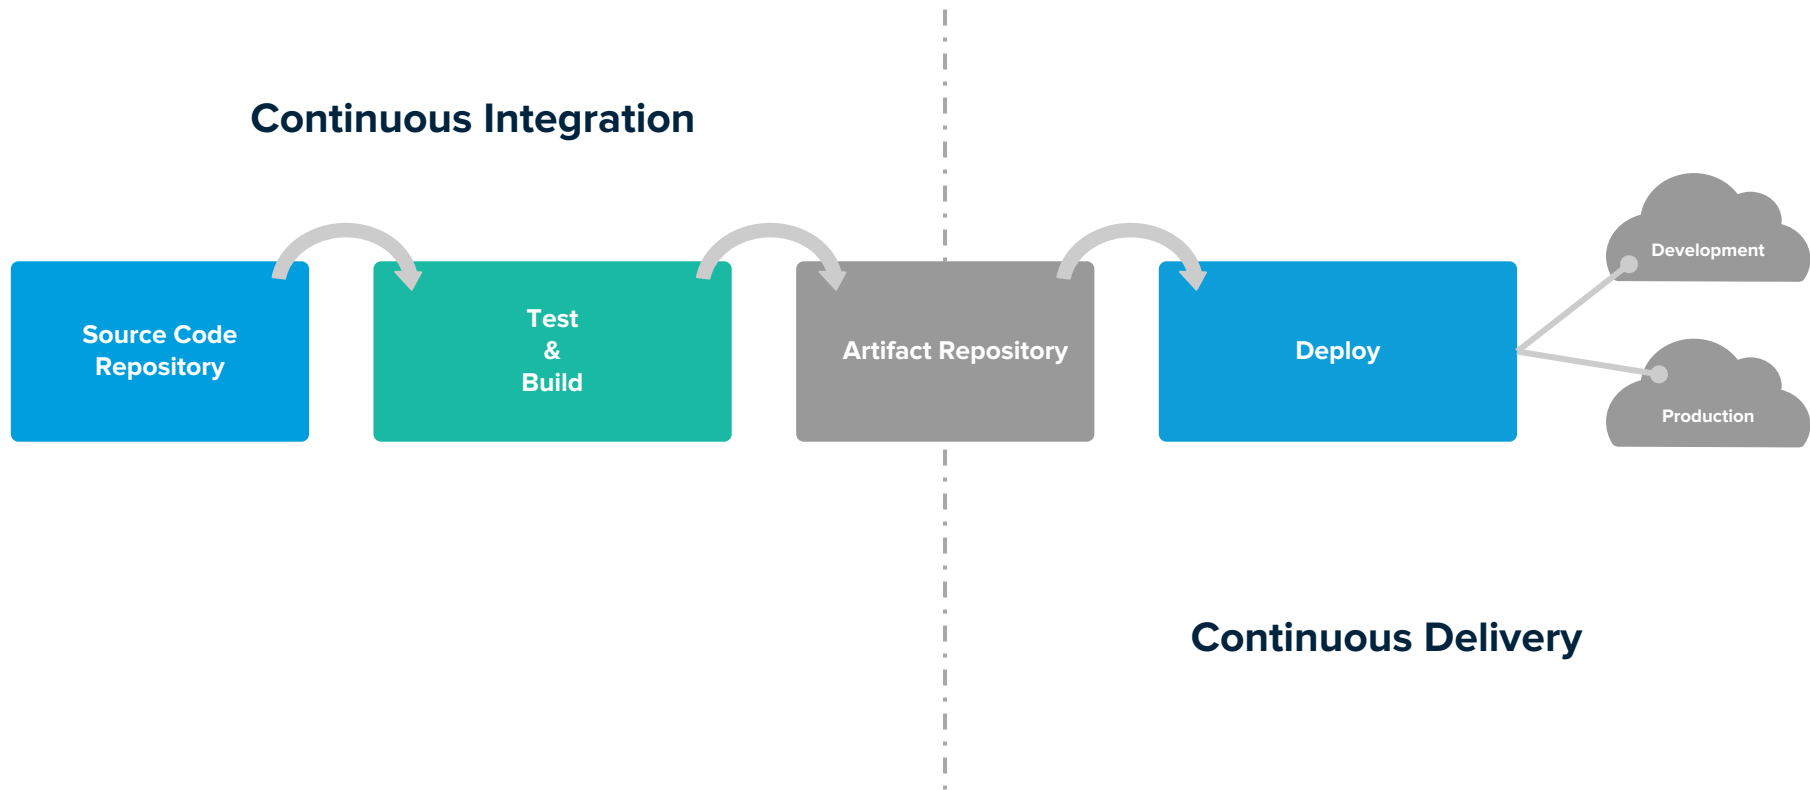 Continuous Integration
Source Code
Repository
Test
&
Build
Artifact Repository
Deploy
Development
Production
Continuous Delivery